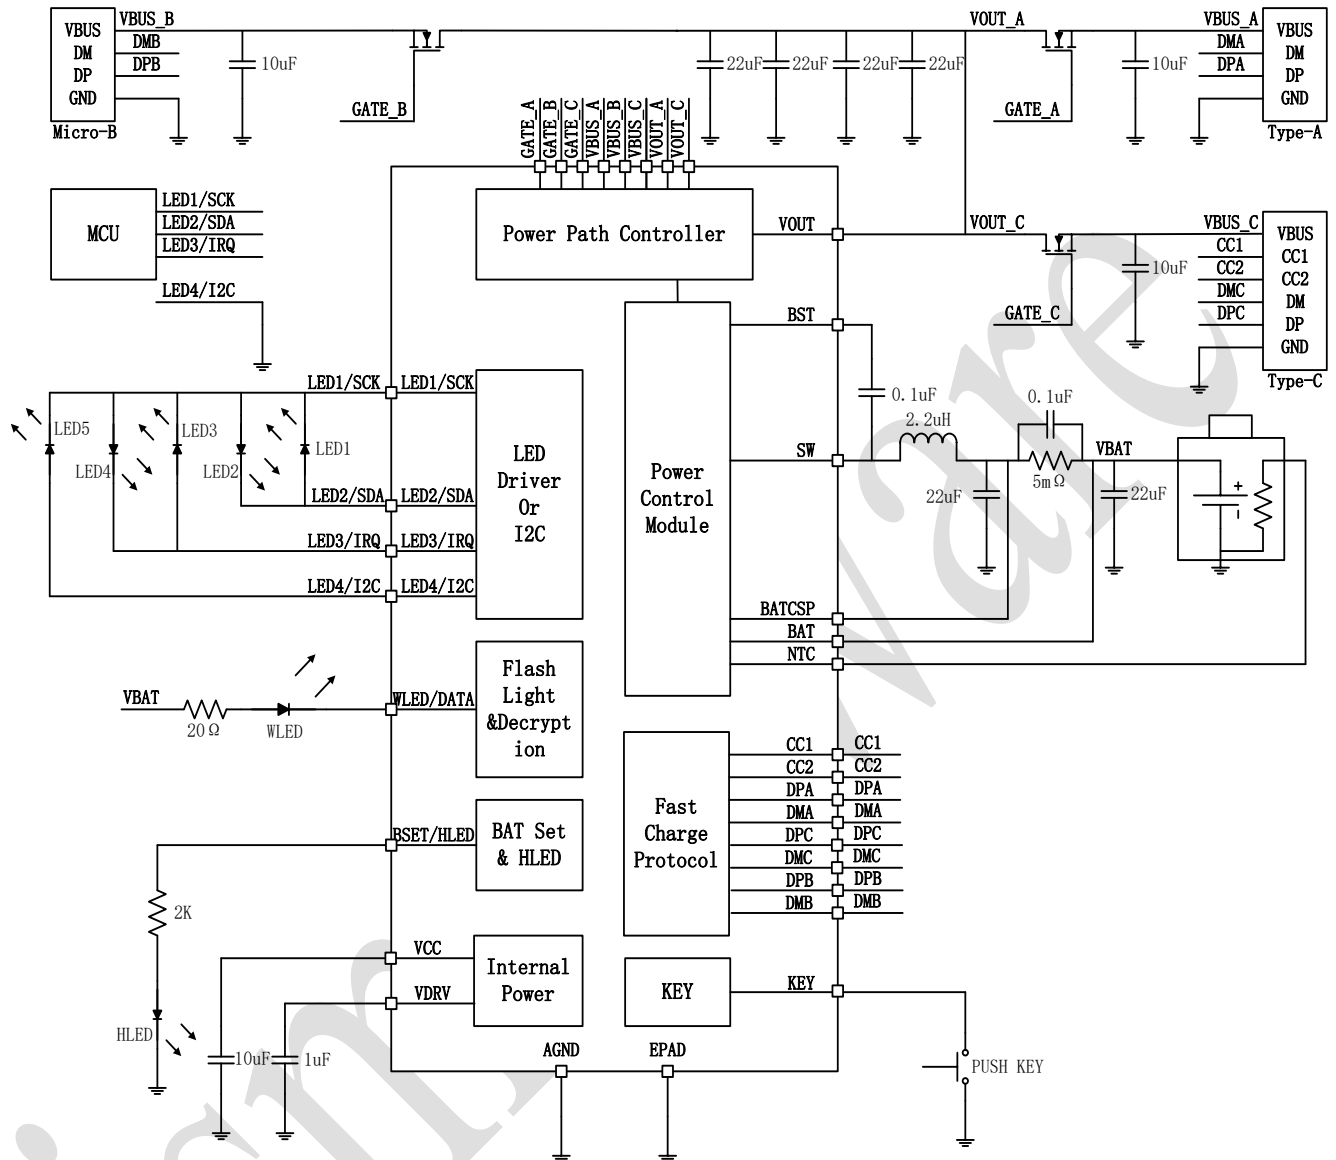 VBUS
DM
DP
GND
Micro-B
VBUS_B
DMB
DPB
10uF
GATE_B
22uF
22uF
22uF
22uF
VOUT_A
GATE_A
VBUS_A
DMA
DPA
10uF
VBUS
DM
DP
GND
Type-A
GATE_A
GATE_B
GATE_C
VBUS_A
VBUS_B
VBUS_C
VOUT_A
VOUT_C
MCU
LED1/SCK
LED2/SDA
LED3/IRQ
LED4/I2C
Power Path Controller
VOUT
VOUT_C
GATE_C
VBUS_C
CC1
CC2
DMC
DPC
10uF
VBUS
CC1
CC2
DM
DP
GND
Type-C
LED1/SCK
LED1/SCK
LED5
LED4
LED3
LED2
LED1
LED2/SDA
LED2/SDA
LED3/IRQ
LED3/IRQ
LED4/I2C
LED4/I2C
LED
Driver
Or
I2C
Power
Control
Module
BST
0.1uF
2.2uH
SW
0.1uF
5mΩ
VBAT
22uF
22uF
+
-
BATCSP
BAT
NTC
VBAT
20Ω
WLED
WLED/DATA
Flash
Light
&Decrypt
ion
BSET/HLED
BAT Set
& HLED
2K
HLED
Fast
Charge
Protocol
CC1
CC1
CC2
CC2
DPA
DPA
DMA
DMA
DPC
DPC
DMC
DMC
DPB
DPB
DMB
DMB
VCC
VDRV
Internal
Power
10uF
1uF
KEY
KEY
PUSH KEY
AGND
EPAD